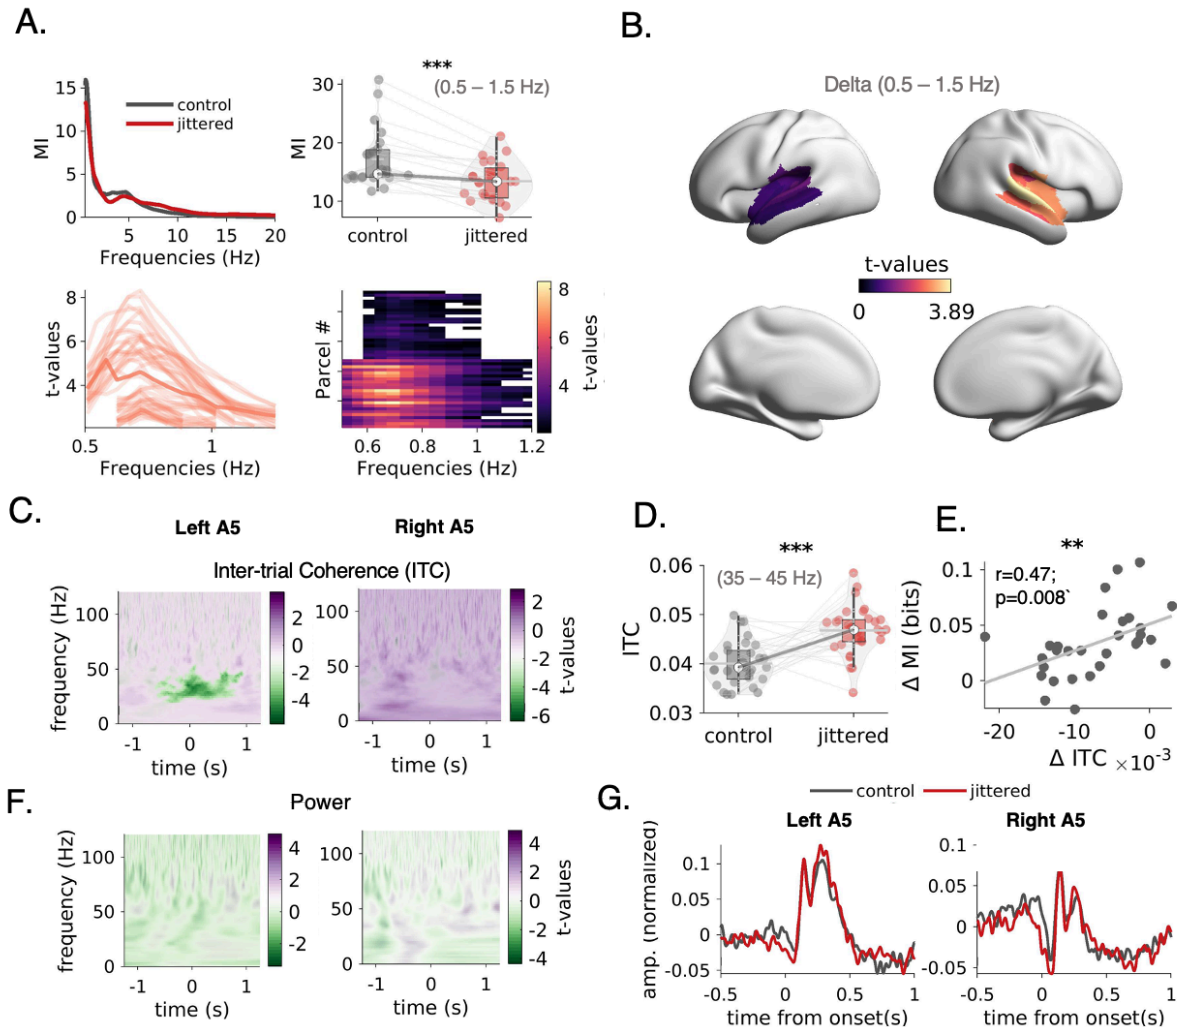 A.
B.
***
(0.5 – 1.5 Hz)
Delta (0.5 – 1.5 Hz)
15
10
5
0
MI
control
jittered
5
10
15
20
Frequencies (Hz)
30
20
10
MI
control
jittered
t-values
0
3.89
8
6
4
t-values
0.5
1
Frequencies (Hz)
Parcel #
0.6
0.8
1
1.2
Frequencies (Hz)
8
6
4
t-values
C.
Left A5
Right A5
Inter-trial Coherence (ITC)
frequency (Hz)
100
50
0
-1
0
1
time (s)
2
0
-2
-4
0
50
100
-1
0
1
time (s)
2
0
-2
-4
-6
t-values
D.
***
(35 – 45 Hz)
ITC
0.06
0.05
0.04
0.03
control
jittered
E.
**
r=0.47;
p=0.008`
Δ MI (bits)
0.1
0.05
0
-20
-10
0
Δ ITC ×10⁻³
F.
Power
frequency (Hz)
100
50
0
-1
0
1
time (s)
2
0
-2
100
50
0
-1
0
1
time (s)
4
2
0
-2
-4
t-values
G.
control
jittered
Left A5
Right A5
amp. (normalized)
0.1
0.05
0
-0.05
-0.5
0
0.5
1
time from onset(s)
0.05
0
-0.05
-0.5
0
0.5
1
time from onset(s)